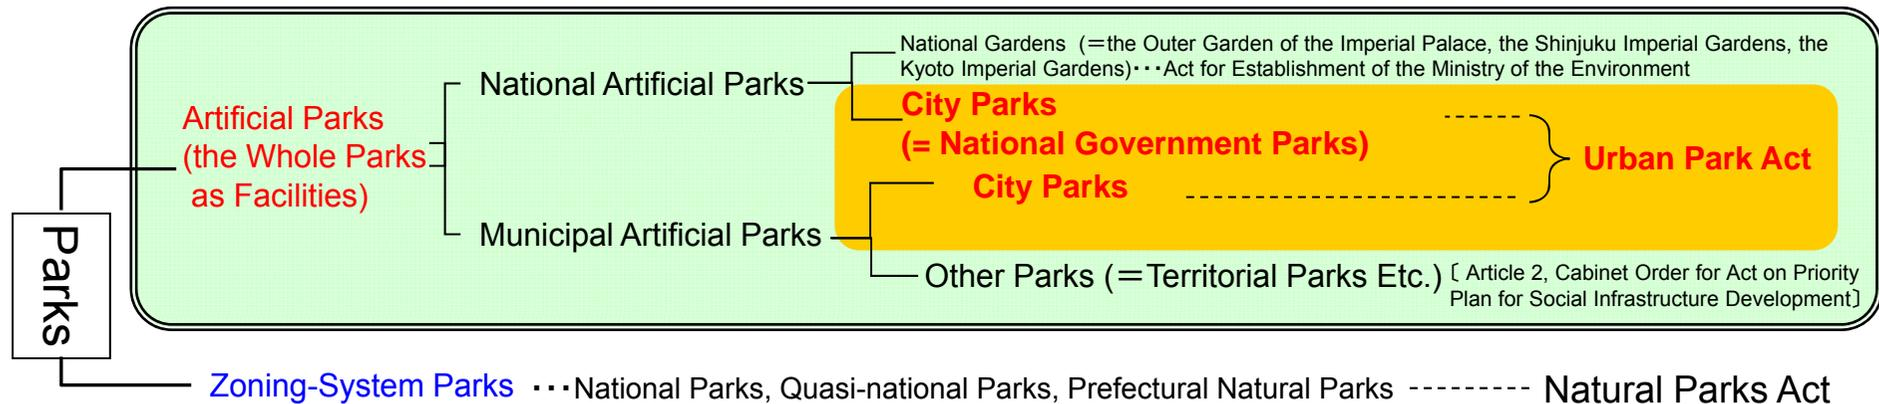 National Gardens (＝the Outer Garden of the Imperial Palace, the Shinjuku Imperial Gardens, the
Kyoto Imperial Gardens)･･･Act for Establishment of the Ministry of the Environment
National Artificial Parks
City Parks
(= National Government Parks)
Artificial Parks
(the Whole Parks
as Facilities)
Urban Park Act
City Parks
Municipal Artificial Parks
Other Parks (＝Territorial Parks Etc.)
〔 Article 2, Cabinet Order for Act on Priority
Plan for Social Infrastructure Development〕
Parks
Zoning-System Parks ･･･National Parks, Quasi-national Parks, Prefectural Natural Parks ---------- Natural Parks Act